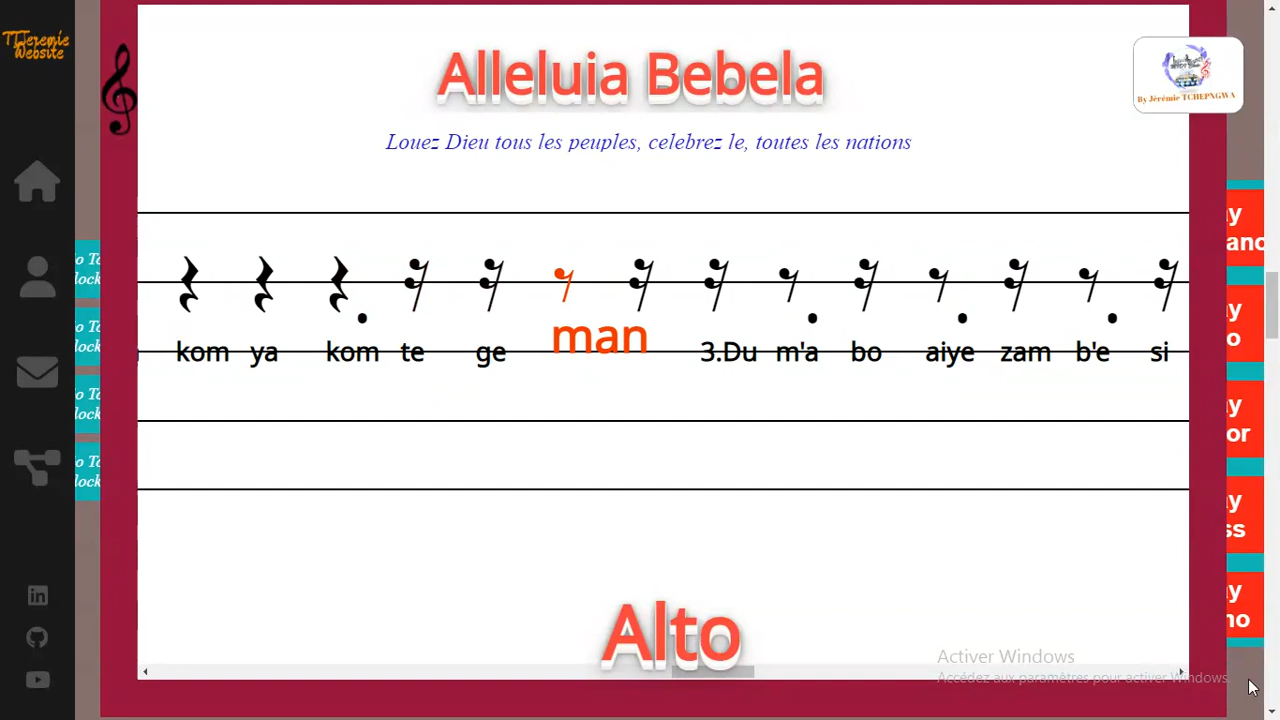 TTJeremie
Website
Alleluia Bebela
By Jérémie TCHEPNGWA
Louez Dieu tous les peuples, celebrez le, toutes les nations
kom ya kom te ge man 3.Du m'a bo aiye zam b'e si
Alto
Activer Windows
Accédez aux paramètres pour activer Windows.